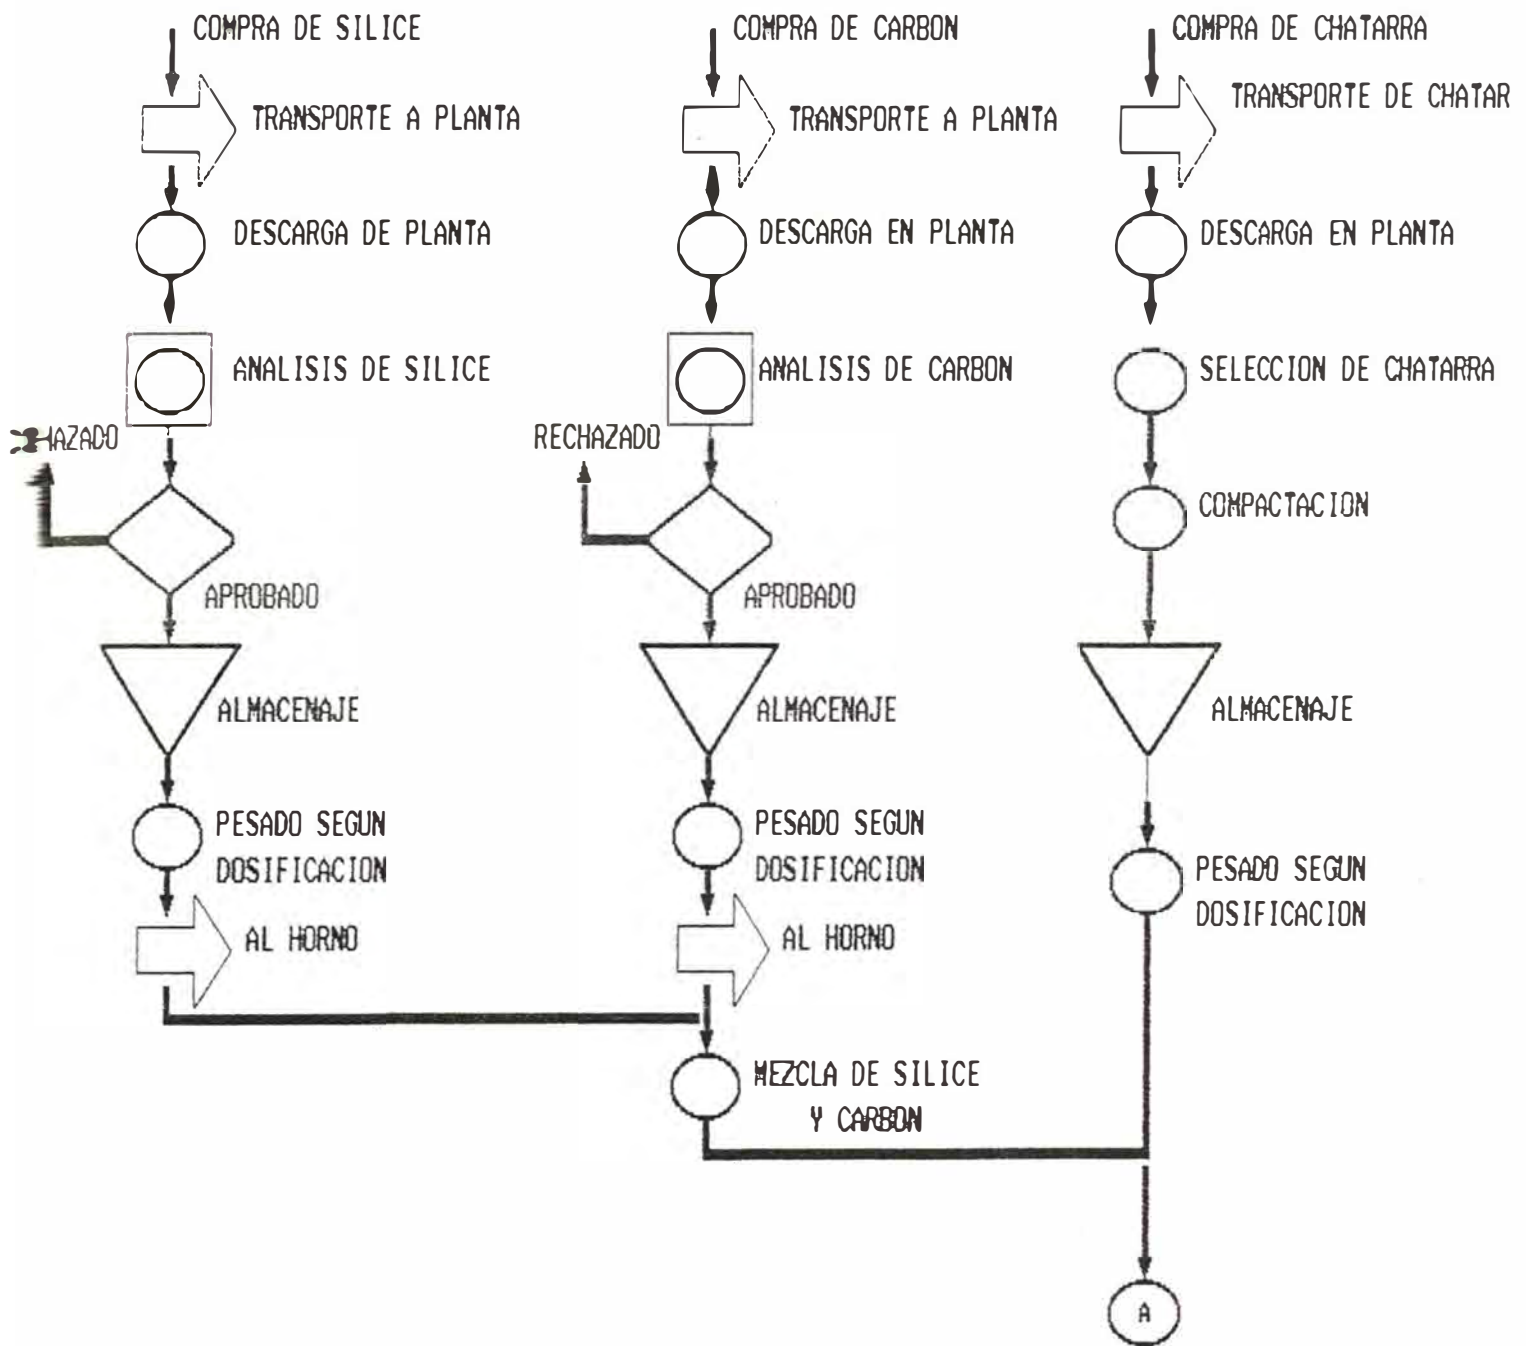 COMPRA DE SILICE
TRANSPORTE A PLANTA
DESCARGA DE PLANTA
ANALISIS DE SILICE
APROBADO
ALMACENAJE
PESADO SEGUN
DOSIFICACION
AL HORNO
COMPRA DE CARBON
TRANSPORTE A PLANTA
DESCARGA EN PLANTA
ANALISIS DE CARBON
RECHAZADO
APROBADO
ALMACENAJE
PESADO SEGUN
DOSIFICACION
AL HORNO
MEZCLA DE SILICE
Y CARBON
COMPRA DE CHATARRA
TRANSPORTE DE CHATAR
DESCARGA EN PLANTA
SELECCION DE CHATARRA
COMPACTACION
ALMACENAJE
PESADO SEGUN
DOSIFICACION
A